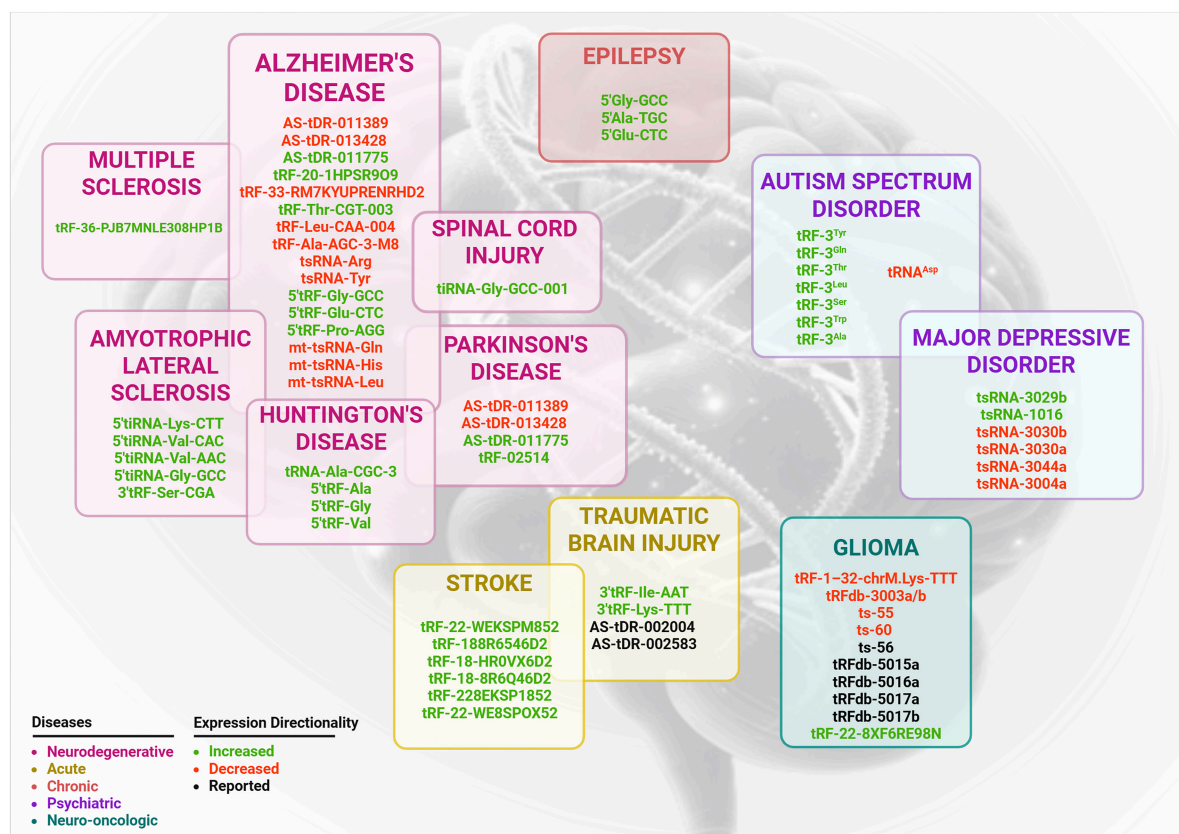 ALZHEIMER'S
DISEASE
AS-tDR-011389
AS-tDR-013428
AS-tDR-011775
tRF-20-1HPSR9O9
tRF-33-RM7KYUPRENRHD2
tRF-Thr-CGT-003
tRF-Leu-CAA-004
tRF-Ala-AGC-3-M8
tsRNA-Arg
tsRNA-Tyr
5'tRF-Gly-GCC
5'tRF-Glu-CTC
5'tRF-Pro-AGG
mt-tsRNA-Gln
mt-tsRNA-His
mt-tsRNA-Leu
EPILEPSY
5'Gly-GCC
5'Ala-TGC
5'Glu-CTC
MULTIPLE
SCLEROSIS
tRF-36-PJB7MNLE308HP1B
SPINAL CORD
INJURY
tiRNA-Gly-GCC-001
AUTISM SPECTRUM
DISORDER
tRF-3Tyr
tRF-3Gln
tRF-3Thr
tRF-3Leu
tRF-3Ser
tRF-3Trp
tRF-3Ala
tRNAAsp
AMYOTROPHIC
LATERAL
SCLEROSIS
5'tiRNA-Lys-CTT
5'tiRNA-Val-CAC
5'tiRNA-Val-AAC
5'tiRNA-Gly-GCC
3'tRF-Ser-CGA
PARKINSON'S
DISEASE
AS-tDR-011389
AS-tDR-013428
AS-tDR-011775
tRF-02514
MAJOR DEPRESSIVE
DISORDER
tsRNA-3029b
tsRNA-1016
tsRNA-3030b
tsRNA-3030a
tsRNA-3044a
tsRNA-3004a
HUNTINGTON'S
DISEASE
tRNA-Ala-CGC-3
5'tRF-Ala
5'tRF-Gly
5'tRF-Val
TRAUMATIC
BRAIN INJURY
3'tRF-Ile-AAT
3'tRF-Lys-TTT
AS-tDR-002004
AS-tDR-002583
STROKE
tRF-22-WEKSPM852
tRF-188R6546D2
tRF-18-HR0VX6D2
tRF-18-8R6Q46D2
tRF-228EKSP1852
tRF-22-WE8SPOX52
GLIOMA
tRF-1–32-chrM.Lys-TTT
tRFdb-3003a/b
ts-55
ts-60
ts-56
tRFdb-5015a
tRFdb-5016a
tRFdb-5017a
tRFdb-5017b
tRF-22-8XF6RE98N
Diseases
Neurodegenerative
Acute
Chronic
Psychiatric
Neuro-oncologic
Expression Directionality
Increased
Decreased
Reported